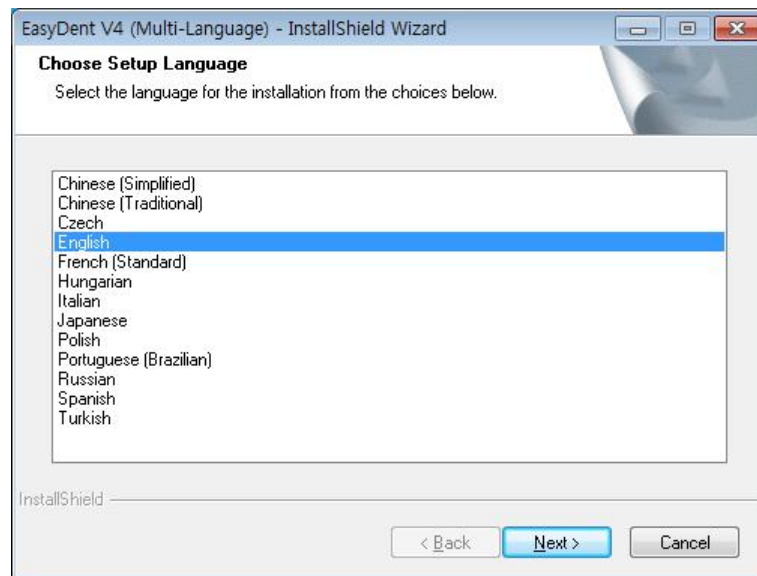 EasyDent V4 (Multi-Language) - InstallShield Wizard
Choose Setup Language
Select the language for the installation from the choices below.
Chinese (Simplified)
Chinese (Traditional)
Czech
English
French (Standard)
Hungarian
Italian
Japanese
Polish
Portuguese (Brazilian)
Russian
Spanish
Turkish
InstallShield
< Back Next > Cancel